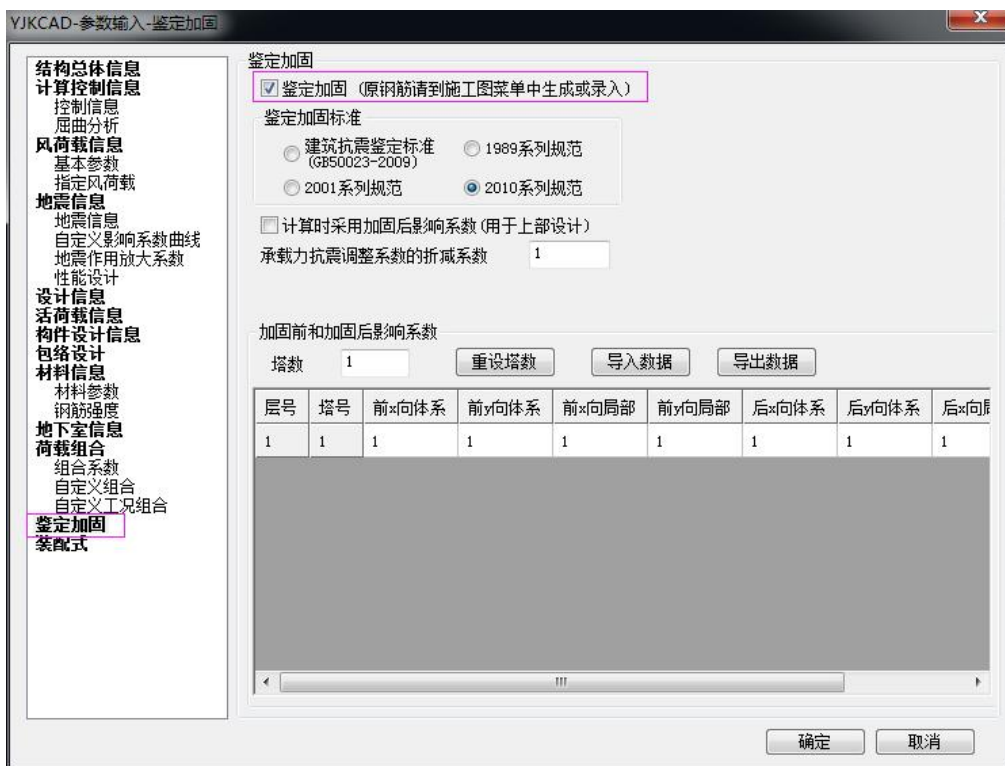 YJKCAD-参数输入-鉴定加固
结构总体信息
计算控制信息
控制信息
屈曲分析
风荷载信息
基本参数
指定风荷载
地震信息
地震信息
自定义影响系数曲线
地震作用放大系数
性能设计
设计信息
活荷载信息
构件设计信息
包络设计
材料信息
材料参数
钢筋强度
地下室信息
荷载组合
组合系数
自定义组合
自定义工况组合
鉴定加固
装配式
鉴定加固
鉴定加固（原钢筋请到施工图菜单中生成或录入）
鉴定加固标准
建筑抗震鉴定标准
(GB50023-2009)
1989系列规范
2001系列规范
2010系列规范
计算时采用加固后影响系数(用于上部设计)
承载力抗震调整系数的折减系数 1
加固前和加固后影响系数
塔数 1 重设塔数 导入数据 导出数据
层号 塔号 前x向体系 前y向体系 前x向局部 前y向局部 后x向体系 后y向体系 后x向
1 1 1 1 1 1 1 1 1
确定 取消